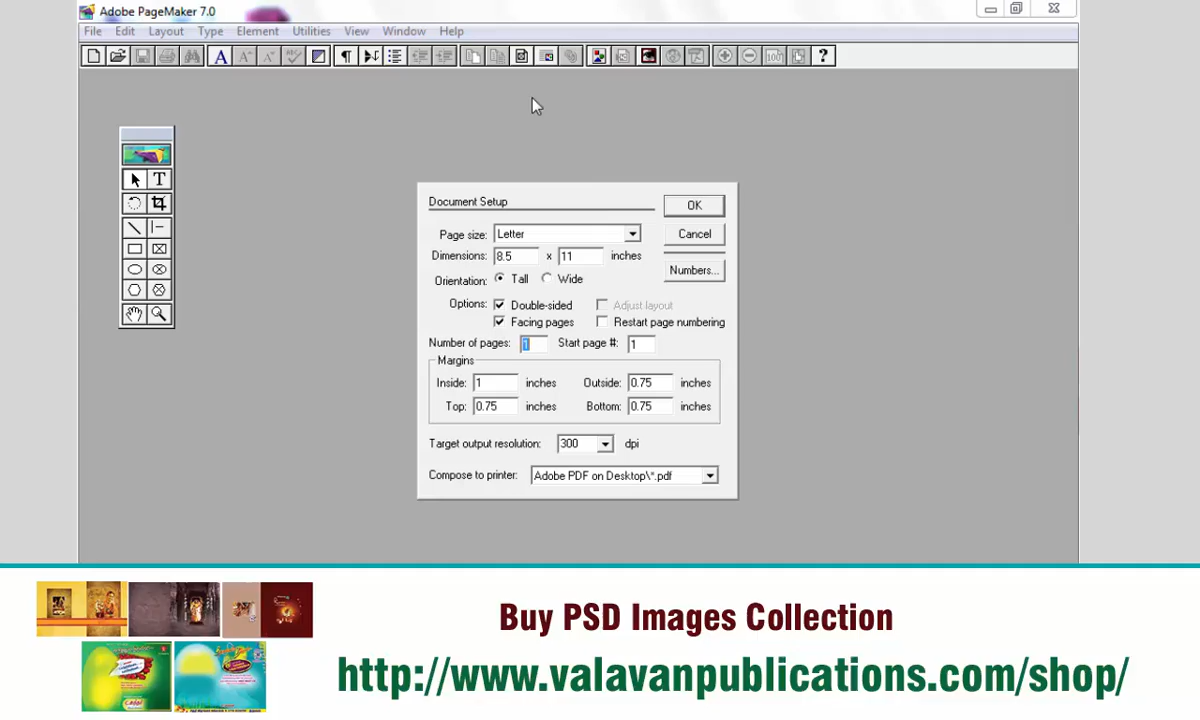 Adobe PageMaker 7.0
File Edit Layout Type Element Utilities View Window Help
Document Setup
OK
Page size: Letter
Cancel
Dimensions: 8.5 x 11 inches
Numbers...
Orientation: Tall Wide
Options: Double-sided Adjust layout
Facing pages Restart page numbering
Number of pages: 1 Start page #: 1
Margins
Inside: 1 inches Outside: 0.75 inches
Top: 0.75 inches Bottom: 0.75 inches
Target output resolution: 300 dpi
Compose to printer: Adobe PDF on Desktop\*.pdf
Buy PSD Images Collection
http://www.valavanpublications.com/shop/